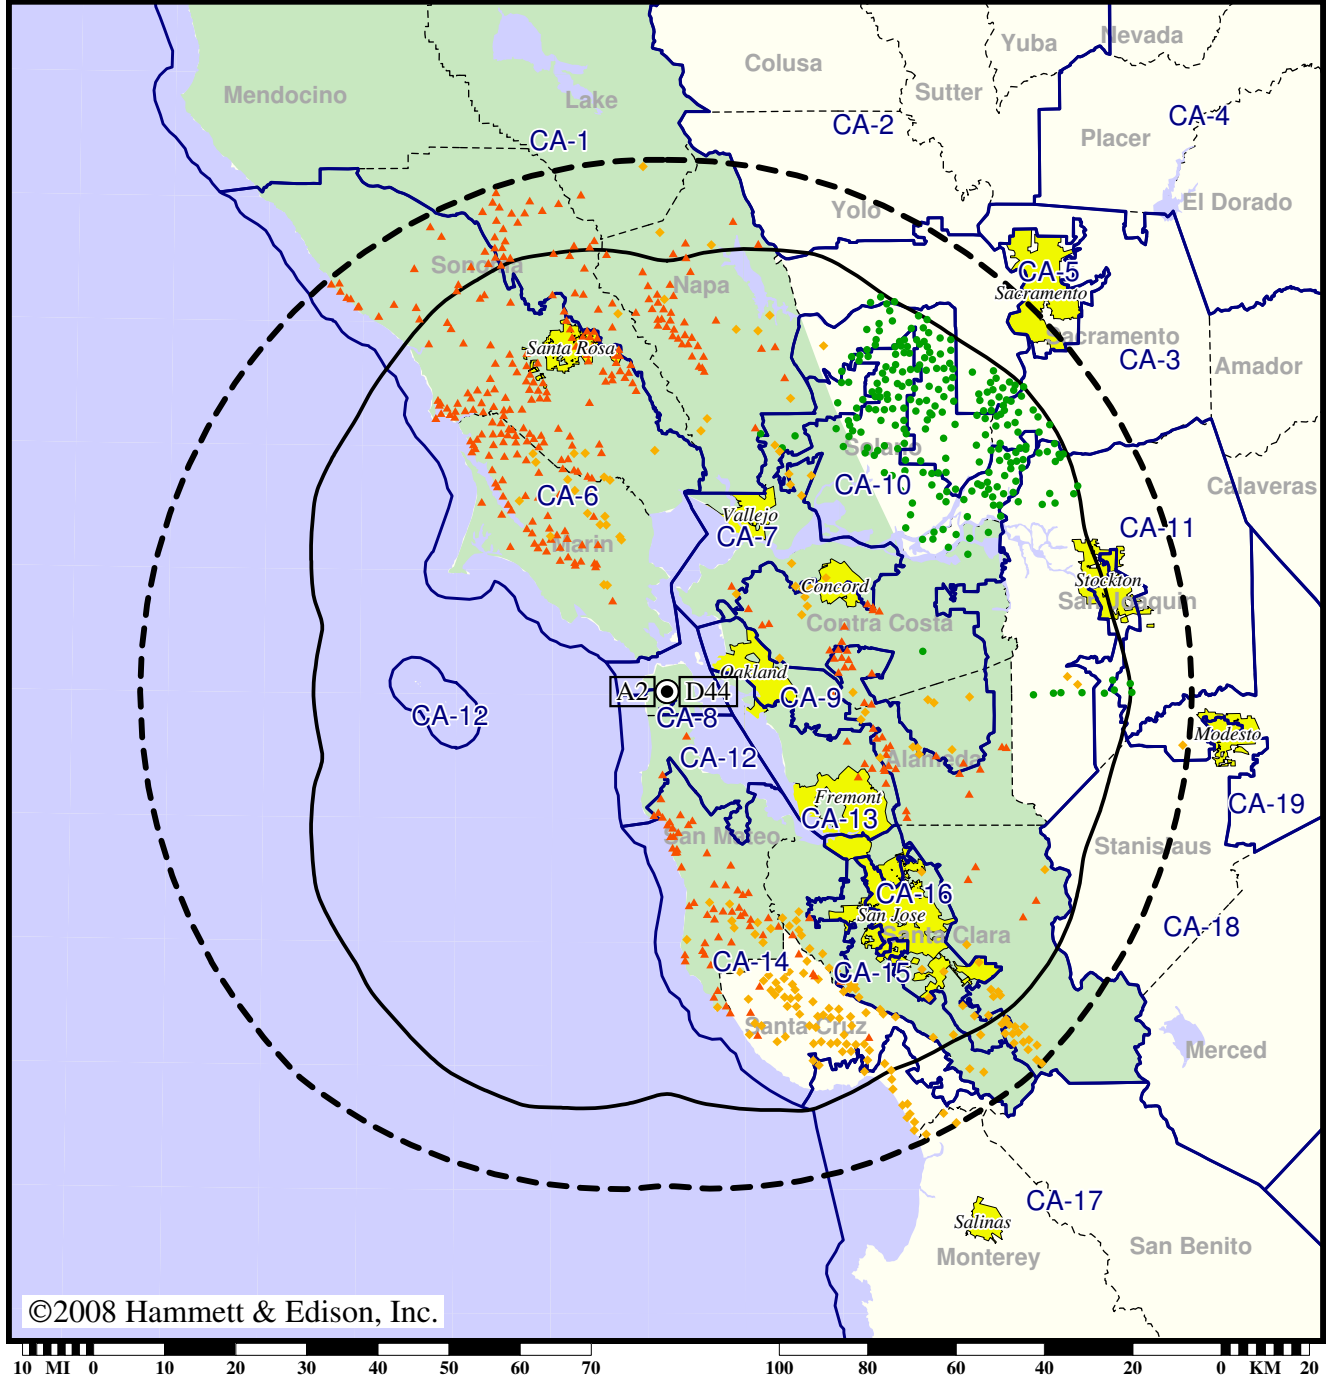 Nevada
Yuba
Colusa
Sutter
Mendocino
Lake
CA-4
CA-2
Placer
CA-1
El Dorado
Yolo
Sonoma
CA-5
Napa
Sacramento
Sacramento
Santa Rosa
CA-3
Amador
Solano
CA-10
Calaveras
CA-6
Vallejo
CA-11
CA-7
Marin
Stockton
Concord
San Joaquin
Contra Costa
Oakland
A2
D44
CA-9
CA-12
CA-8
Modesto
CA-12
Alameda
Fremont
CA-19
CA-13
San Mateo
Stanislaus
CA-16
San Jose
CA-18
Santa Clara
CA-14
CA-15
Santa Cruz
Merced
CA-17
Salinas
San Benito
Monterey
©2008 Hammett & Edison, Inc.
10 MI 0 10 20 30 40 50 60 70 100 80 60 40 20 0 KM 20